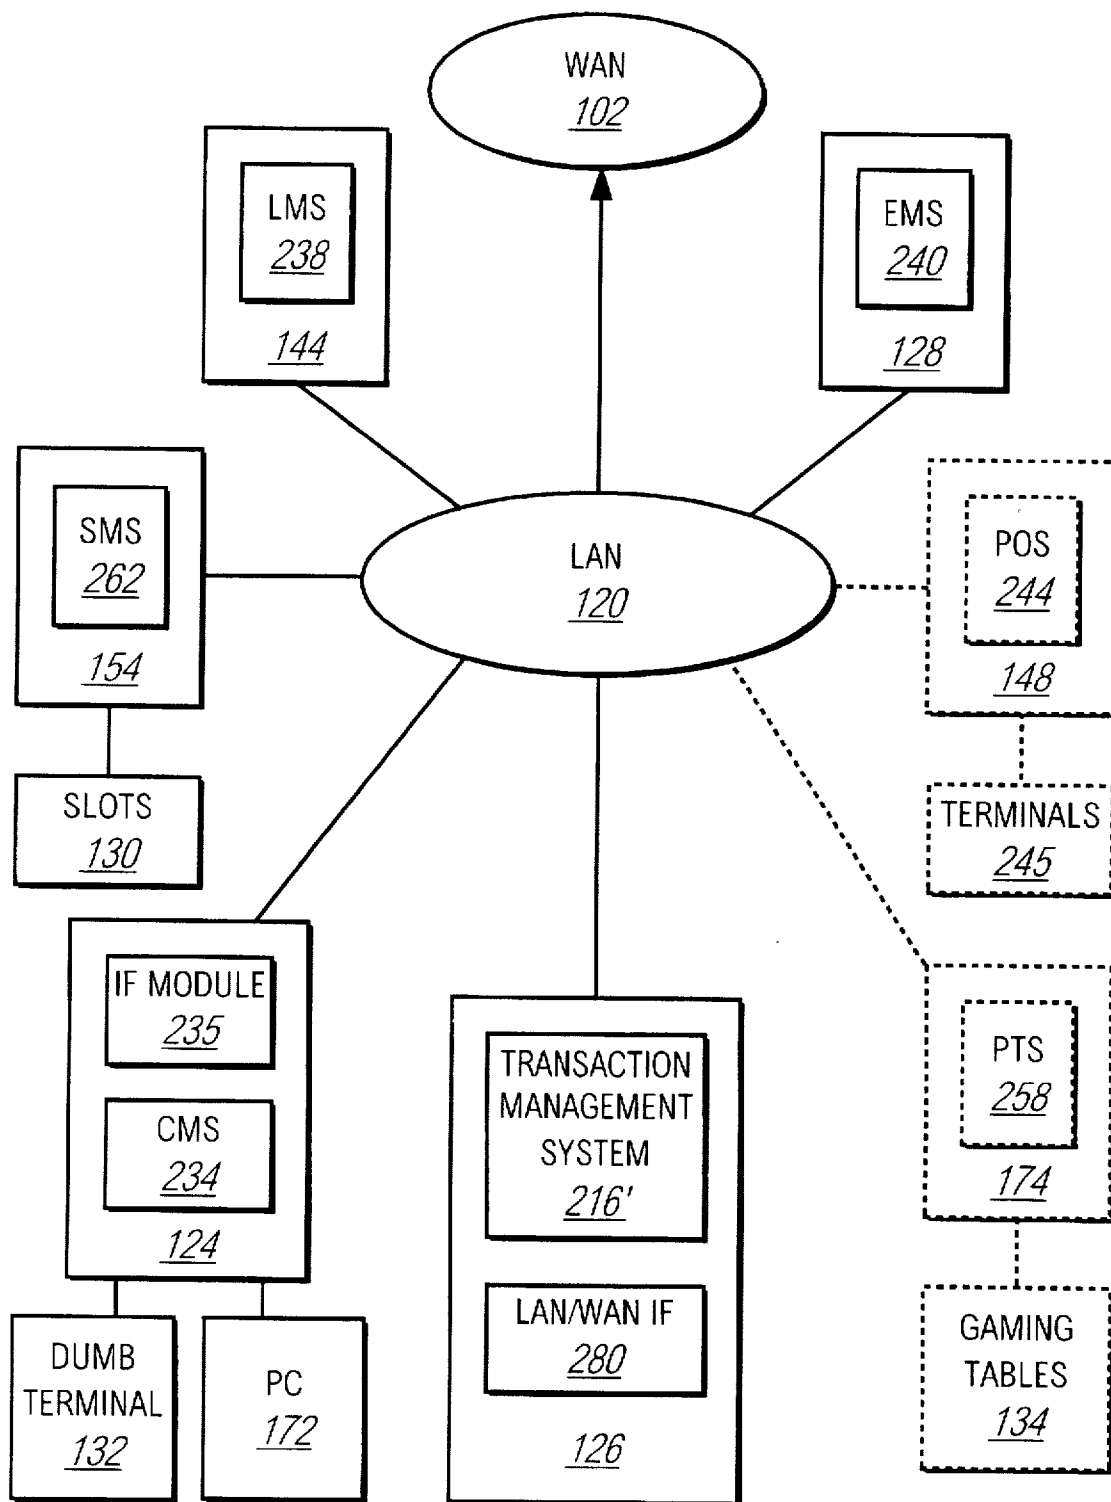 WAN
102
LMS
238
144
EMS
240
128
SMS
262
154
LAN
120
POS
244
148
SLOTS
130
TERMINALS
245
IF MODULE
235
CMS
234
124
TRANSACTION
MANAGEMENT
SYSTEM
216'
LAN/WAN IF
280
126
PTS
258
174
DUMB
TERMINAL
132
PC
172
GAMING
TABLES
134